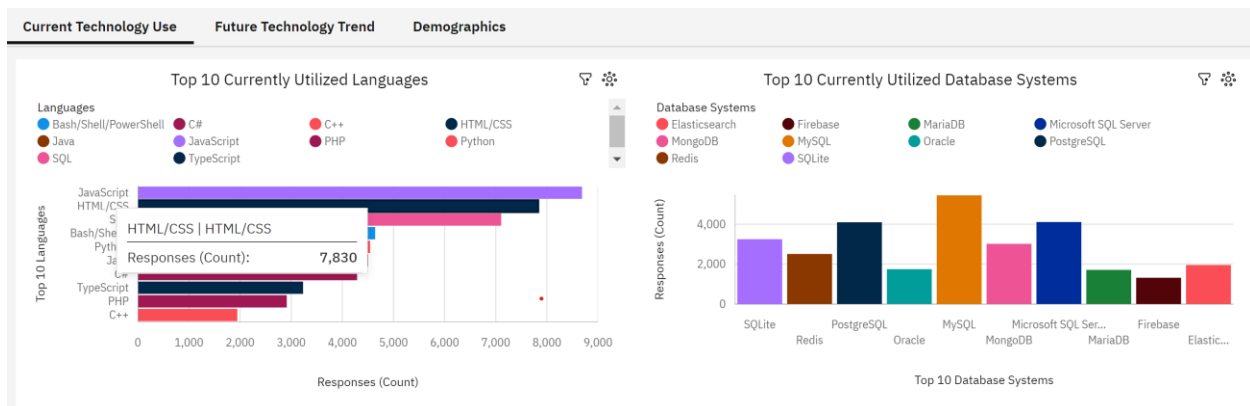 Current Technology Use Future Technology Trend Demographics
Top 10 Currently Utilized Languages
Languages
Bash/Shell/PowerShell C# C++ HTML/CSS
Java JavaScript PHP Python
SQL TypeScript
Top 10 Languages
JavaScript
HTML/CSS
S
Bash/She
Pyth
Ja
C#
TypeScript
PHP
C++
HTML/CSS | HTML/CSS
Responses (Count): 7,830
0 1,000 2,000 3,000 4,000 5,000 6,000 7,000 8,000 9,000
Responses (Count)
Top 10 Currently Utilized Database Systems
Database Systems
Elasticsearch Firebase MariaDB Microsoft SQL Server
MongoDB MySQL Oracle PostgreSQL
Redis SQLite
Responses (Count)
4,000
2,000
0
SQLite PostgreSQL MySQL Microsoft SQL Ser... Firebase
Redis Oracle MongoDB MariaDB Elastic...
Top 10 Database Systems